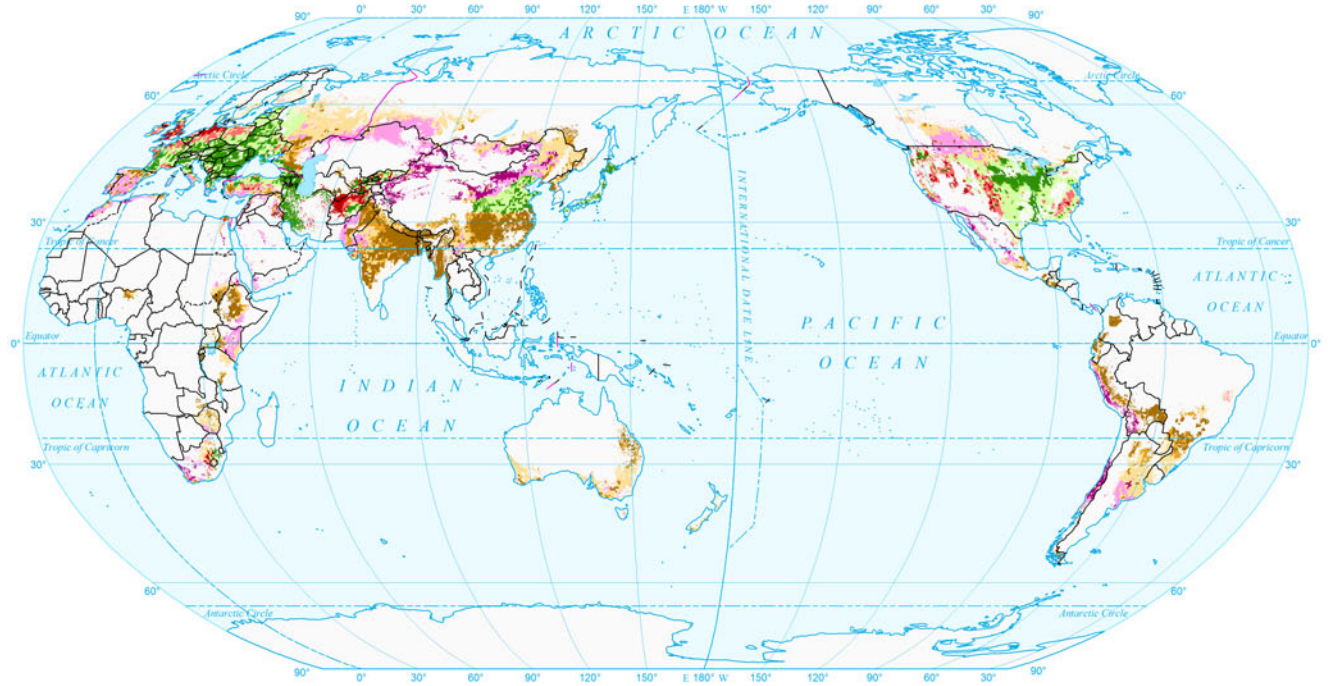 90° 0° 30° 60° 90° 120° 150° E 180° W 150° 120° 90° 60° 30° 90°
ARCTIC OCEAN
Arctic Circle Arctic Circle
60° 60°
30° 30°
Tropic of Cancer Tropic of Cancer
INTERNATIONAL DATE LINE
ATLANTIC
OCEAN
PACIFIC
OCEAN
Equator Equator
0° 0°
ATLANTIC
OCEAN
INDIAN
OCEAN
Tropic of Capricorn Tropic of Capricorn
30° 30°
60° 60°
Antarctic Circle Antarctic Circle
90° 0° 30° 60° 90° 120° 150° E 180° W 150° 120° 90° 60° 30° 90°